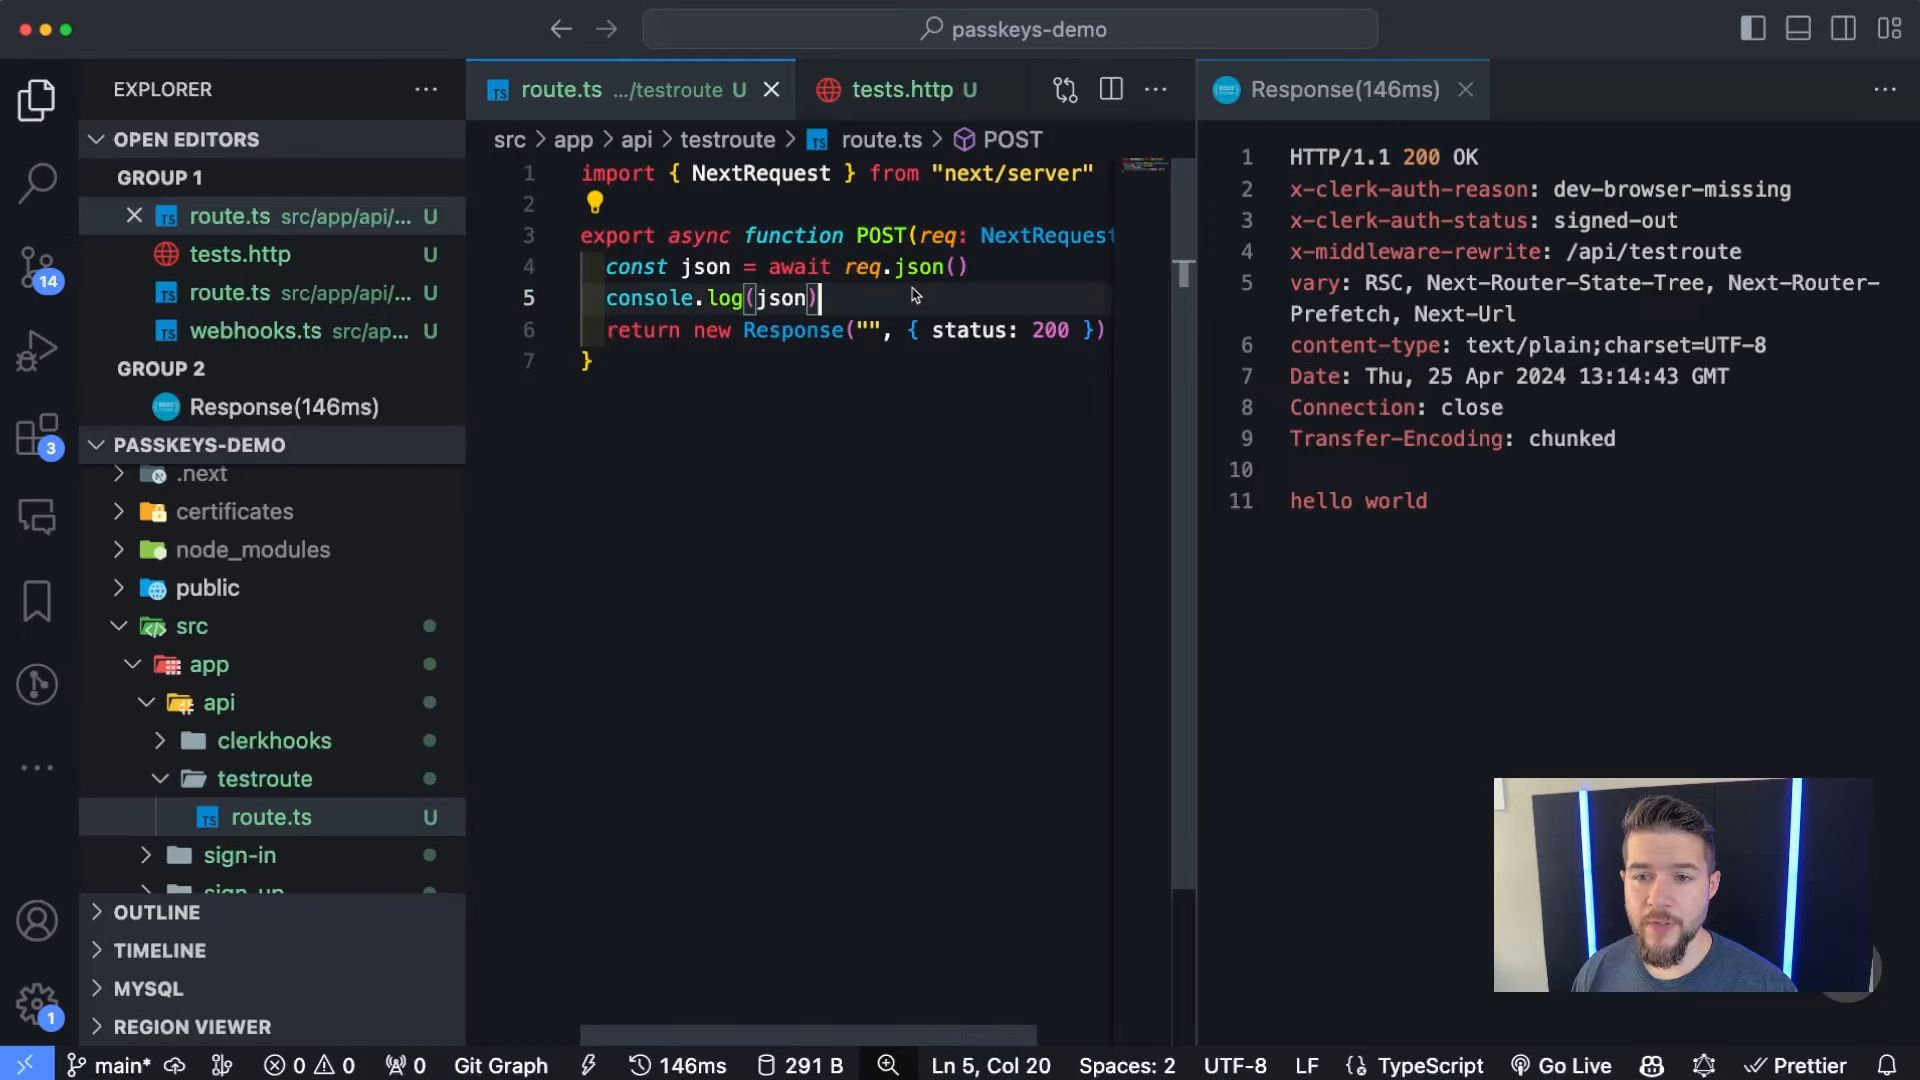 passkeys-demo
EXPLORER
OPEN EDITORS
GROUP 1
route.ts src/app/api/... U
tests.http U
route.ts src/app/api/... U
webhooks.ts src/ap... U
GROUP 2
Response(146ms)
PASSKEYS-DEMO
.next
certificates
node_modules
public
src
app
api
clerkhooks
testroute
route.ts U
sign-in
sign-up
OUTLINE
TIMELINE
MYSQL
REGION VIEWER
14
3
1
TS route.ts .../testroute U
tests.http U
src > app > api > testroute > TS route.ts > POST
1 import { NextRequest } from "next/server"
2
3 export async function POST(req: NextRequest
4 const json = await req.json()
5 console.log(json)
6 return new Response("", { status: 200 })
7 }
Response(146ms)
1 HTTP/1.1 200 OK
2 x-clerk-auth-reason: dev-browser-missing
3 x-clerk-auth-status: signed-out
4 x-middleware-rewrite: /api/testroute
5 vary: RSC, Next-Router-State-Tree, Next-Router-
Prefetch, Next-Url
6 content-type: text/plain;charset=UTF-8
7 Date: Thu, 25 Apr 2024 13:14:43 GMT
8 Connection: close
9 Transfer-Encoding: chunked
10
11 hello world
main* 0 0 0 Git Graph 146ms 291 B Ln 5, Col 20 Spaces: 2 UTF-8 LF TypeScript Go Live Prettier